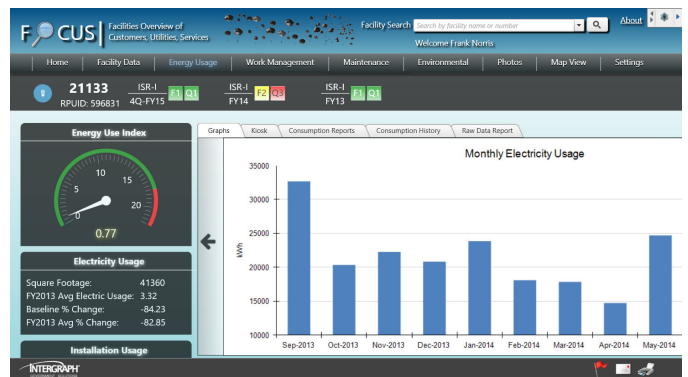 F CUS
Facilities Overview of
Customers, Utilities, Services
Facility Search
Search by facility name or number
About
Welcome Frank Norris
Home
Facility Data
Energy Usage
Work Management
Maintenance
Environmental
Photos
Map View
Settings
21133
RPUID: 596831
ISR-I
4Q-FY15
F1 Q1
ISR-I
FY14
F2 Q3
ISR-I
FY13
F1 Q1
Energy Use Index
0 5 10 15 20
0.77
Electricity Usage
Square Footage: 41360
FY2013 Avg Electric Usage: 3.32
Baseline % Change: -84.23
FY2013 Avg % Change: -82.85
Installation Usage
Graphs
Kiosk
Consumption Reports
Consumption History
Raw Data Report
Monthly Electricity Usage
kWh
35000
30000
25000
20000
15000
10000
Sep-2013 Oct-2013 Nov-2013 Dec-2013 Jan-2014 Feb-2014 Mar-2014 Apr-2014 May-2014
INTERGRAPH
GOVERNMENT SOLUTIONS